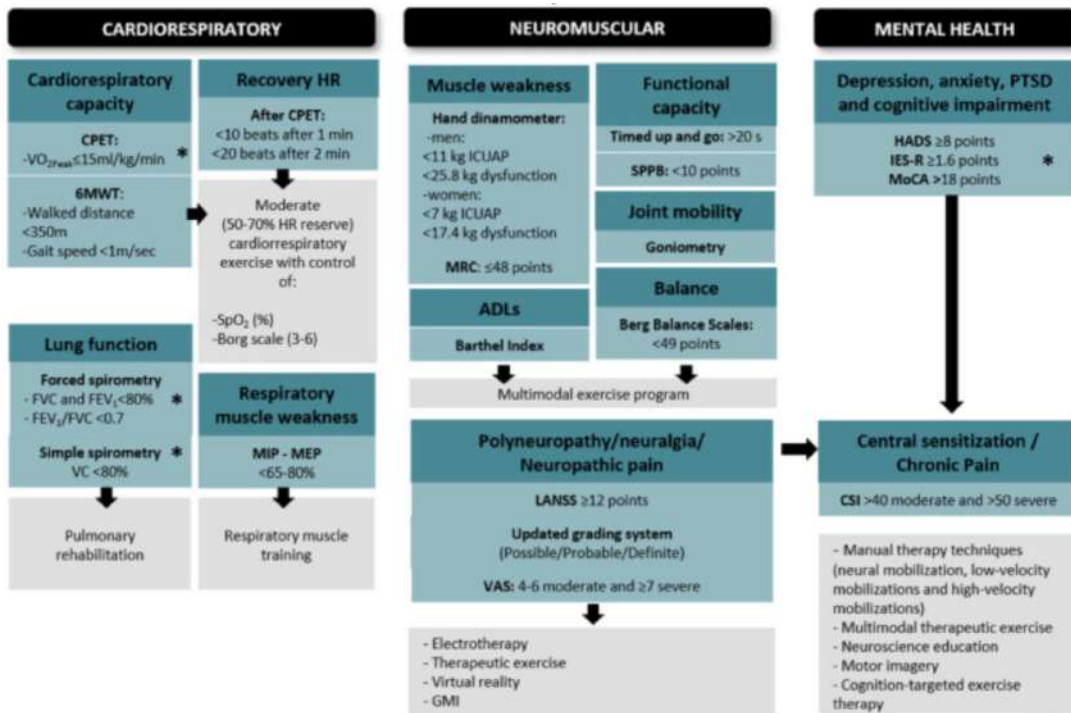 CARDIORESPIRATORY
Cardiorespiratory
capacity
CPET:
-VO2Peak≤15ml/kg/min *
6MWT:
-Walked distance
<350m
-Gait speed <1m/sec
Recovery HR
After CPET:
<10 beats after 1 min
<20 beats after 2 min
Moderate
(50-70% HR reserve)
cardiorrespiratory
exercise with control
of:
-SpO2 (%)
-Borg scale (3-6)
Lung function
Forced spirometry
- FVC and FEV1<80% *
- FEV1/FVC <0.7
Simple spirometry *
VC <80%
Pulmonary
rehabilitation
Respiratory
muscle weakness
MIP - MEP
<65-80%
Respiratory muscle
training
NEUROMUSCULAR
Muscle weakness
Hand dinamometer:
-men:
<11 kg ICUAP
<25.8 kg dysfunction
-women:
<7 kg ICUAP
<17.4 kg dysfunction
MRC: ≤48 points
ADLs
Barthel Index
Functional
capacity
Timed up and go: >20 s
SPPB: <10 points
Joint mobility
Goniometry
Balance
Berg Balance Scales:
<49 points
Multimodal exercise program
Polyneuropathy/neuralgia/
Neuropathic pain
LANSS ≥12 points
Updated grading system
(Possible/Probable/Definite)
VAS: 4-6 moderate and ≥7 severe
- Electrotherapy
- Therapeutic exercise
- Virtual reality
- GMI
MENTAL HEALTH
Depression, anxiety, PTSD
and cognitive impairment
HADS ≥8 points
IES-R ≥1.6 points *
MoCA >18 points
Central sensitization /
Chronic Pain
CSI >40 moderate and >50 severe
- Manual therapy techniques
(neural mobilization, low-velocity
mobilizations and high-velocity
mobilizations)
- Multimodal therapeutic exercise
- Neuroscience education
- Motor imagery
- Cognition-targeted exercise
therapy